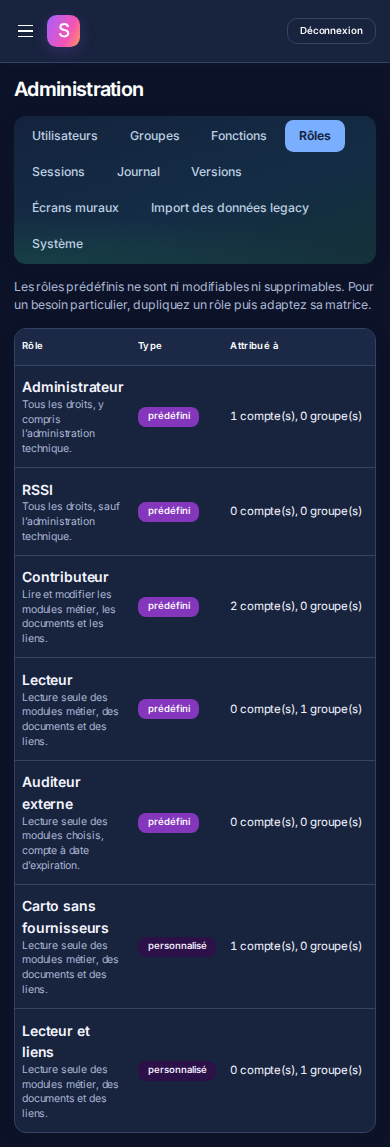 S
Déconnexion
Administration
Utilisateurs Groupes Fonctions Rôles
Sessions Journal Versions
Écrans muraux Import des données legacy
Système
Les rôles prédéfinis ne sont ni modifiables ni supprimables. Pour
un besoin particulier, dupliquez un rôle puis adaptez sa matrice.
Rôle Type Attribué à
Administrateur
Tous les droits, y
compris
l'administration
technique.
prédéfini
1 compte(s), 0 groupe(s)
RSSI
Tous les droits, sauf
l'administration
technique.
prédéfini
0 compte(s), 0 groupe(s)
Contributeur
Lire et modifier les
modules métier, les
documents et les
liens.
prédéfini
2 compte(s), 0 groupe(s)
Lecteur
Lecture seule des
modules métier, des
documents et des
liens.
prédéfini
0 compte(s), 1 groupe(s)
Auditeur
externe
Lecture seule des
modules choisis,
compte à date
d'expiration.
prédéfini
0 compte(s), 0 groupe(s)
Carto sans
fournisseurs
Lecture seule des
modules métier, des
documents et des
liens.
personnalisé
1 compte(s), 0 groupe(s)
Lecteur et
liens
Lecture seule des
modules métier, des
documents et des
liens.
personnalisé
0 compte(s), 1 groupe(s)